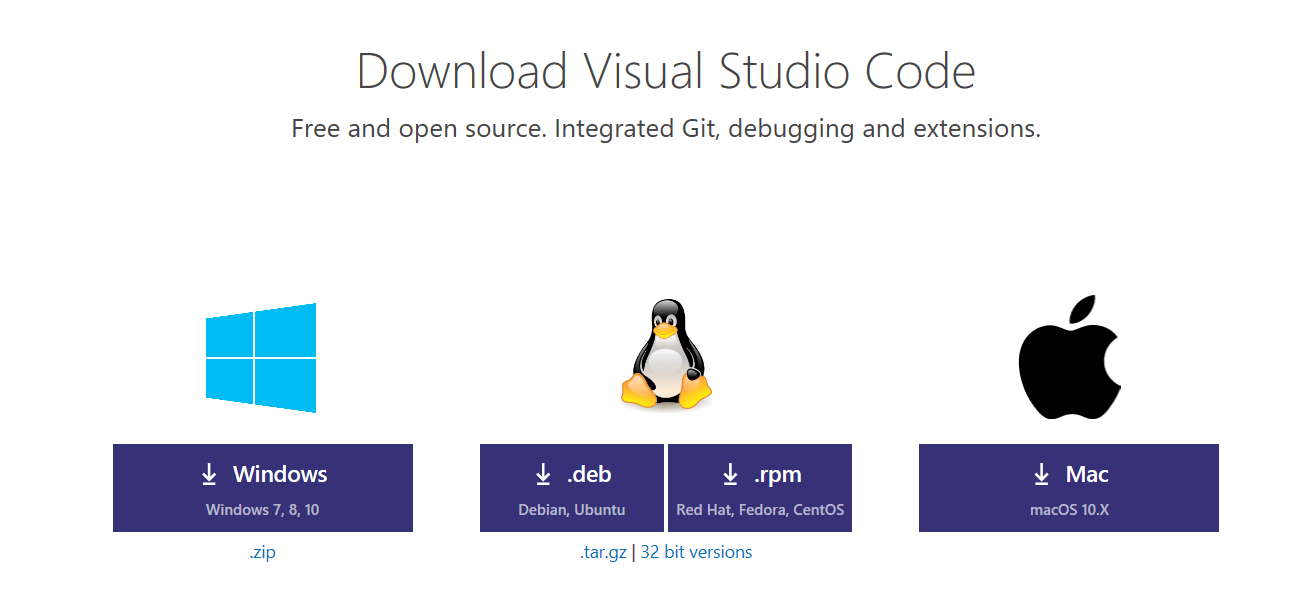 Download Visual Studio Code
Free and open source. Integrated Git, debugging and extensions.
Windows
Windows 7, 8, 10
.zip
.deb
Debian, Ubuntu
.rpm
Red Hat, Fedora, CentOS
.tar.gz | 32 bit versions
Mac
macOS 10.X